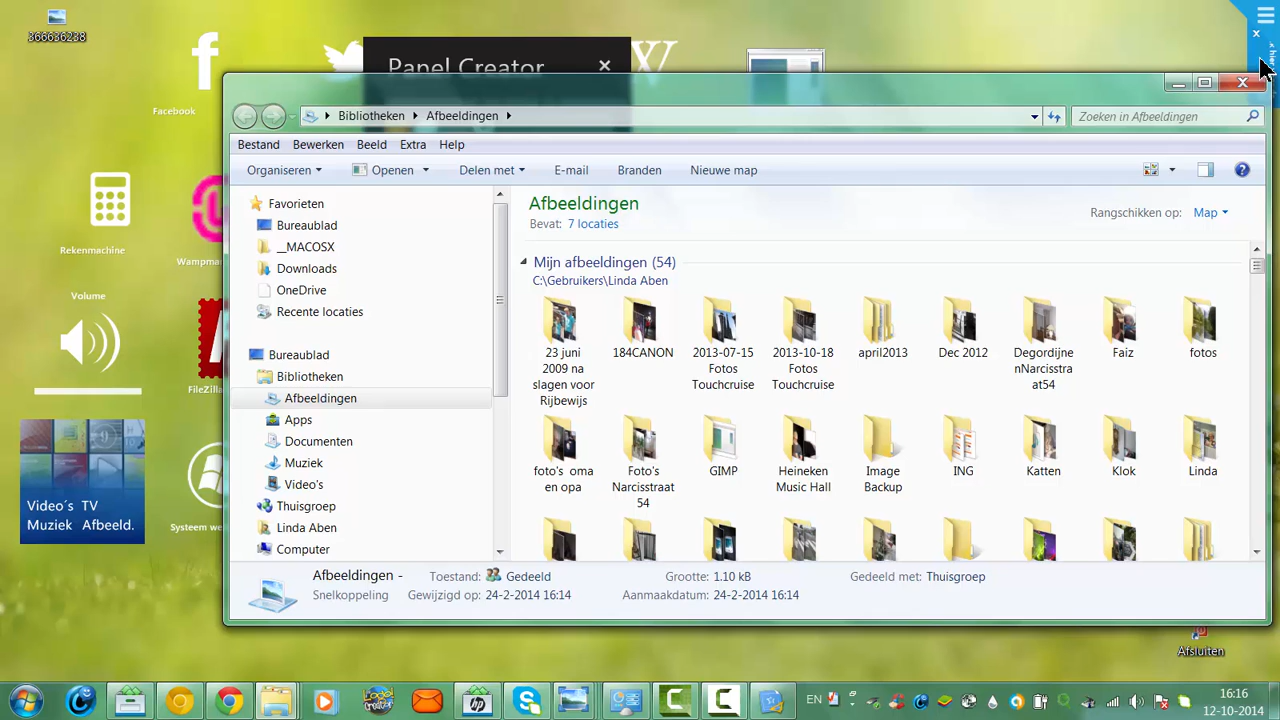 366636238
Facebook
Panel Creator
Bibliotheken
Afbeeldingen
Zoeken in Afbeeldingen
Bestand Bewerken Beeld Extra Help
Organiseren Openen Delen met E-mail Branden Nieuwe map
Favorieten
Bureaublad
__MACOSX
Downloads
OneDrive
Recente locaties
Bureaublad
Bibliotheken
Afbeeldingen
Apps
Documenten
Muziek
Video's
Thuisgroep
Linda Aben
Computer
Afbeeldingen
Bevat: 7 locaties
Rangschikken op: Map
Mijn afbeeldingen (54)
C:\Gebruikers\Linda Aben
23 juni
2009 na
slagen voor
Rijbewijs
184CANON
2013-07-15
Fotos
Touchcruise
2013-10-18
Fotos
Touchcruise
april2013
Dec 2012
Degordijne
nNarcisstra
at54
Faiz
fotos
foto's oma
en opa
Foto's
Narcisstraat
54
GIMP
Heineken
Music Hall
Image
Backup
ING
Katten
Klok
Linda
Afbeeldingen -
Snelkoppeling
Toestand: Gedeeld
Gewijzigd op: 24-2-2014 16:14
Grootte: 1.10 kB
Aanmaakdatum: 24-2-2014 16:14
Gedeeld met: Thuisgroep
Rekenmachine
Volume
Video´s TV
Muziek Afbeeld.
Systeem we
Afsluiten
EN
16:16
12-10-2014